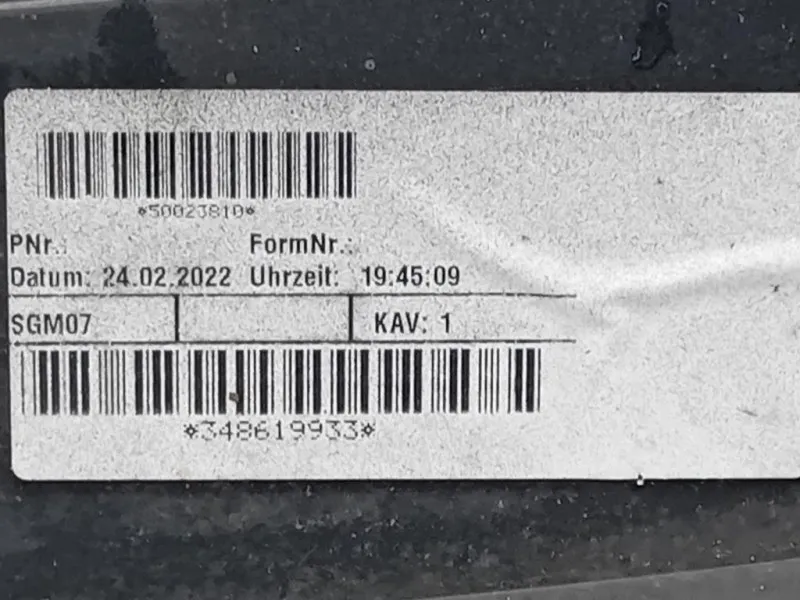 *50023810*
PNr.: FormNr.:
Datum: 24.02.2022 Uhrzeit: 19:45:09
SGM07 KAV: 1
*348619933*